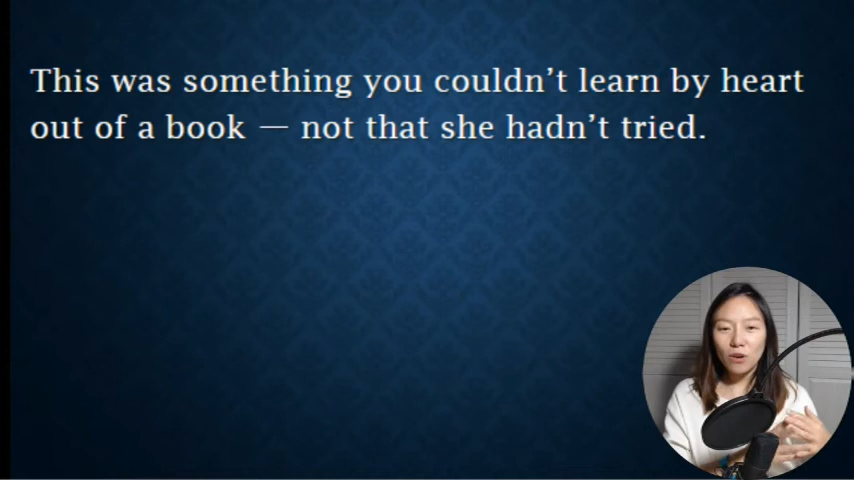 This was something you couldn’t learn by heart
out of a book — not that she hadn’t tried.